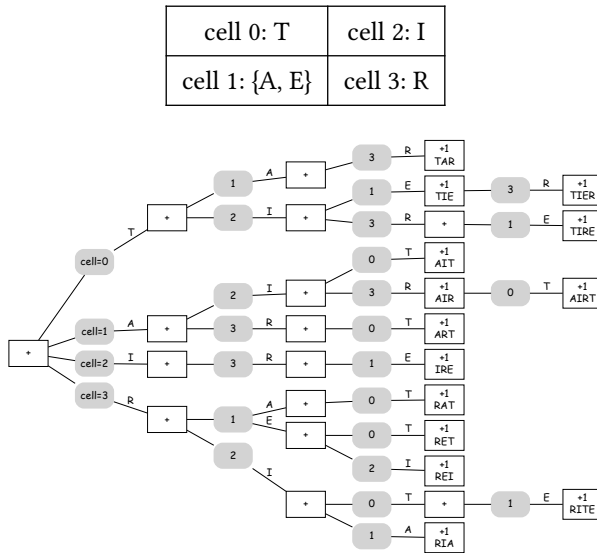 cell 0: T cell 2: I
cell 1: {A, E} cell 3: R
3 R +1 TAR
1 A +
1 E +1 TIE 3 R +1 TIER
T + 2 I +
3 R + 1 E +1 TIRE
cell=0 0 T +1 AIT
2 I +
3 R +1 AIR 0 T +1 AIRT
cell=1 A + 3 R + 0 T +1 ART
+
cell=2 I + 3 R + 1 E +1 IRE
cell=3 R
A + 0 T +1 RAT
+ 1
E + 0 T +1 RET
2
2 I +1 REI
I + 0 T + 1 E +1 RITE
1 A +1 RIA